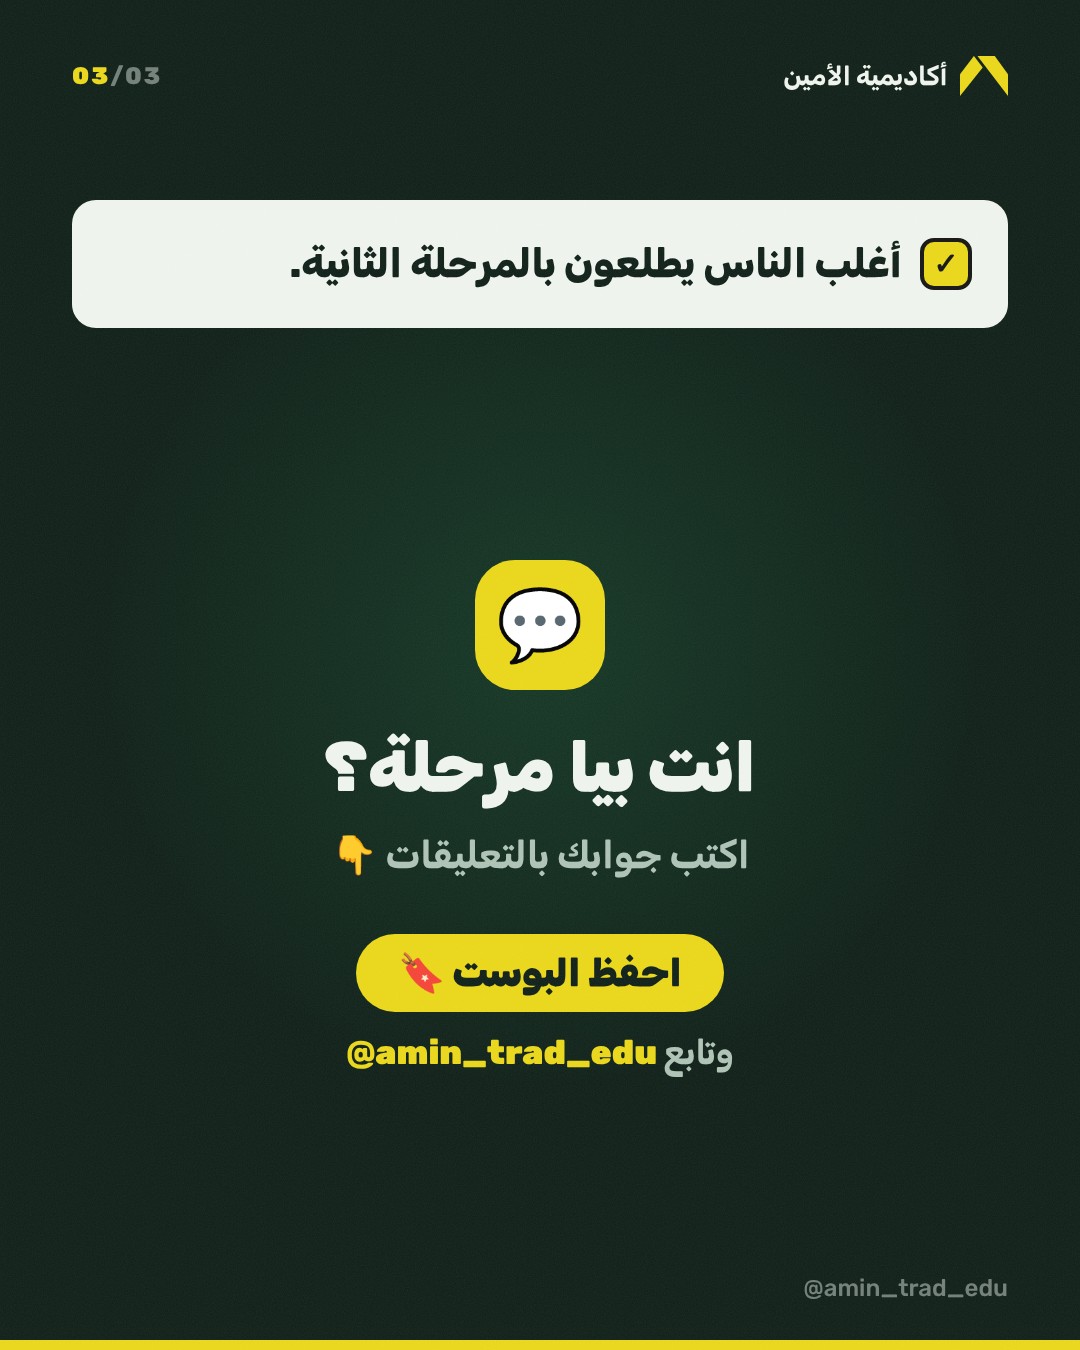 أكاديمية الأمين
03/03
✓ أغلب الناس يطلعون بالمرحلة الثانية.
انت بيا مرحلة؟
اكتب جوابك بالتعليقات 👇
احفظ البوست 🔖
وتابع @amin_trad_edu
@amin_trad_edu